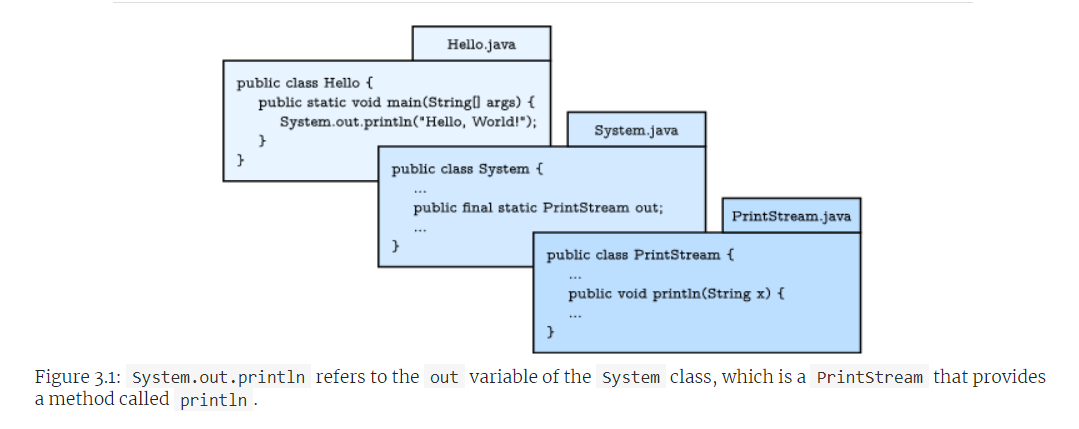 Hello.java
public class Hello {
public static void main(String[] args) {
System.out.println("Hello, World!");
}
}
System.java
public class System {
...
public final static PrintStream out;
...
}
PrintStream.java
public class PrintStream {
...
public void println(String x) {
...
}
Figure 3.1: System.out.println refers to the out variable of the System class, which is a PrintStream that provides
a method called println .